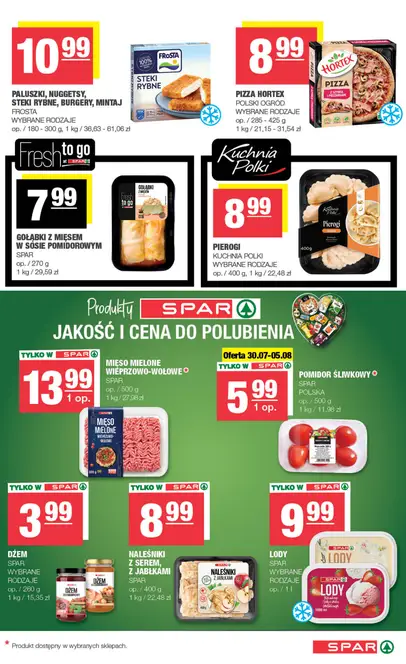 10 99
FRoSTA
STEKI
RYBNE
PALUSZKI, NUGGETSY,
STEKI RYBNE, BURGERY, MINTAJ
FROSTA
WYBRANE RODZAJE
op. / 180 - 300 g, 1 kg / 36,63 - 61,06 zł
8 99
HORTEX
PIZZA
PIZZA HORTEX
POLSKI OGRÓD
WYBRANE RODZAJE
op. / 285 - 425 g
1 kg / 21,15 - 31,54 zł
Fresh to go
7 99
Fresh to go
GOŁĄBKI
GOŁĄBKI Z MIĘSEM
W SOSIE POMIDOROWYM
SPAR
op. / 270 g
1 kg / 29,59 zł
Kuchnia
Polki
8 99
Pierogi
400g
PIEROGI
KUCHNIA POLKI
WYBRANE RODZAJE
op. / 400 g, 1 kg / 22,48 zł
Produkty SPAR
JAKOŚĆ I CENA DO POLUBIENIA
TYLKO W SPAR
13 99
1 op.
MIĘSO MIELONE
WIEPRZOWO-WOŁOWE *
SPAR
op. / 500 g
1 kg / 27,98 zł
MIĘSO
MIELONE
Oferta 30.07-05.08
TYLKO W SPAR
5 99
1 op.
POMIDOR ŚLIWKOWY *
SPAR
POLSKA
op. / 500 g
1 kg / 11,98 zł
TYLKO W SPAR
3 99
DŻEM
SPAR
WYBRANE
RODZAJE
op. / 260 g
1 kg / 15,35 zł
DŻEM
DŻEM
TYLKO W SPAR
8 99
NALEŚNIKI
Z SEREM,
Z JABŁKAMI
SPAR
op. / 400 g
1 kg / 22,48 zł
NALEŚNIKI
Z JABŁKAMI
TYLKO W SPAR
9 99
LODY
SPAR
WYBRANE
RODZAJE
op. / 1 l
LODY
LODY
* Produkt dostępny w wybranych sklepach.
SPAR